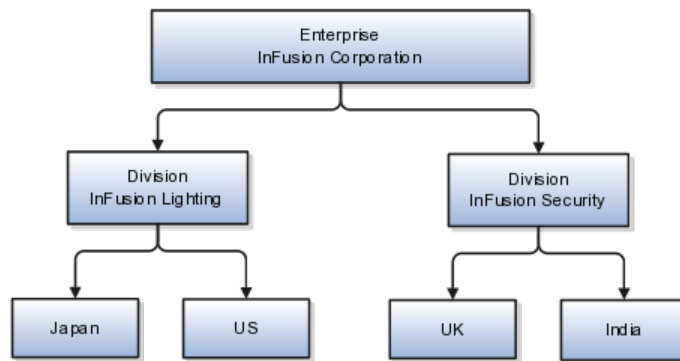 Enterprise
InFusion Corporation
Division
InFusion Lighting
Division
InFusion Security
Japan
US
UK
India